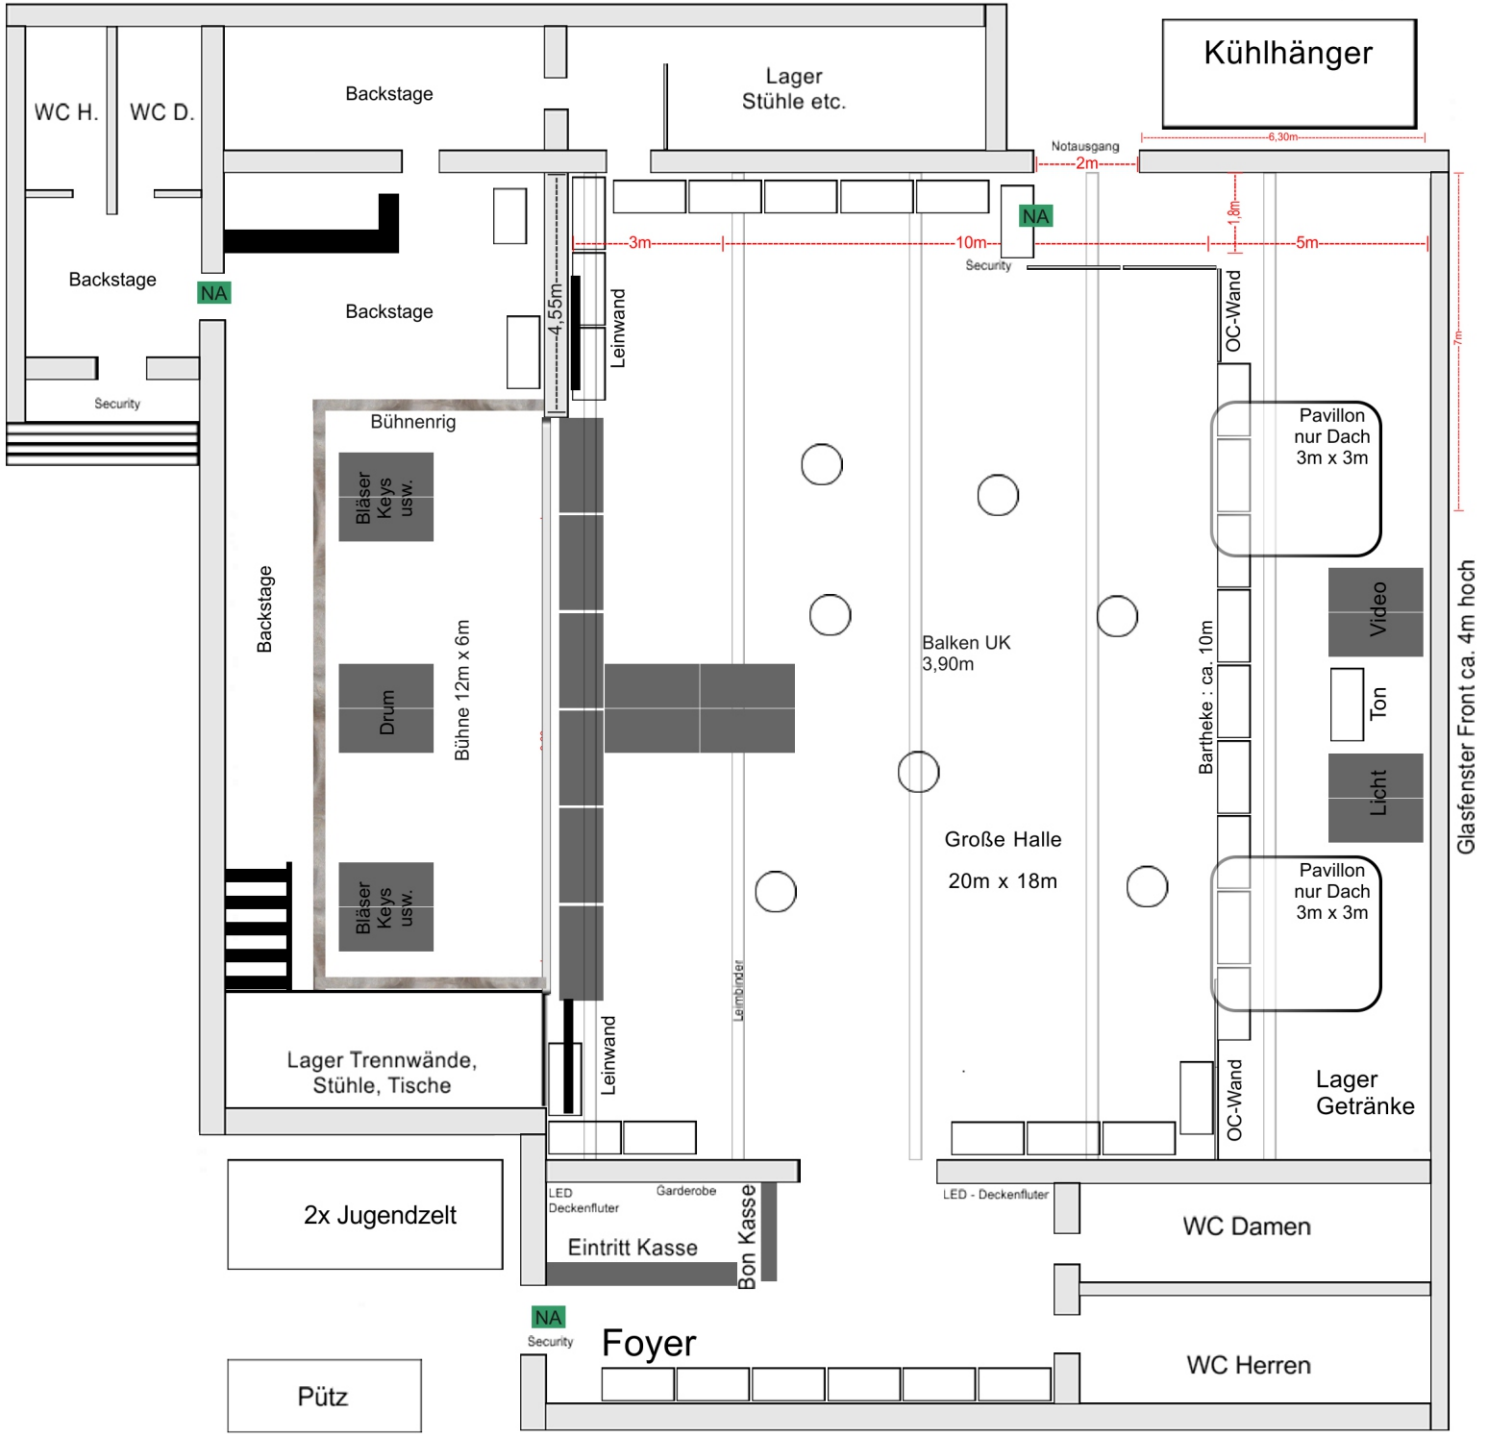 Kühlhänger
WC H.
WC D.
Backstage
Lager
Stühle etc.
6,30m
Notausgang
2m
NA
1,8m
3m
10m
5m
Security
Backstage
NA
Backstage
4,55m
Leinwand
OC-Wand
7m
Security
Bühnenrig
Pavillon
nur Dach
3m x 3m
Bläser
Keys
usw.
Backstage
Bühne 12m x 6m
Drum
Balken UK
3,90m
Bartheke : ca. 10m
Video
Ton
Licht
Glasfenster Front ca. 4m hoch
Große Halle
20m x 18m
Bläser
Keys
usw.
Pavillon
nur Dach
3m x 3m
Leimbinder
Leinwand
Lager Trennwände,
Stühle, Tische
OC-Wand
Lager
Getränke
2x Jugendzelt
LED
Deckenfluter
Garderobe
Bon Kasse
LED - Deckenfluter
Eintritt Kasse
WC Damen
NA
Security
Foyer
WC Herren
Pütz